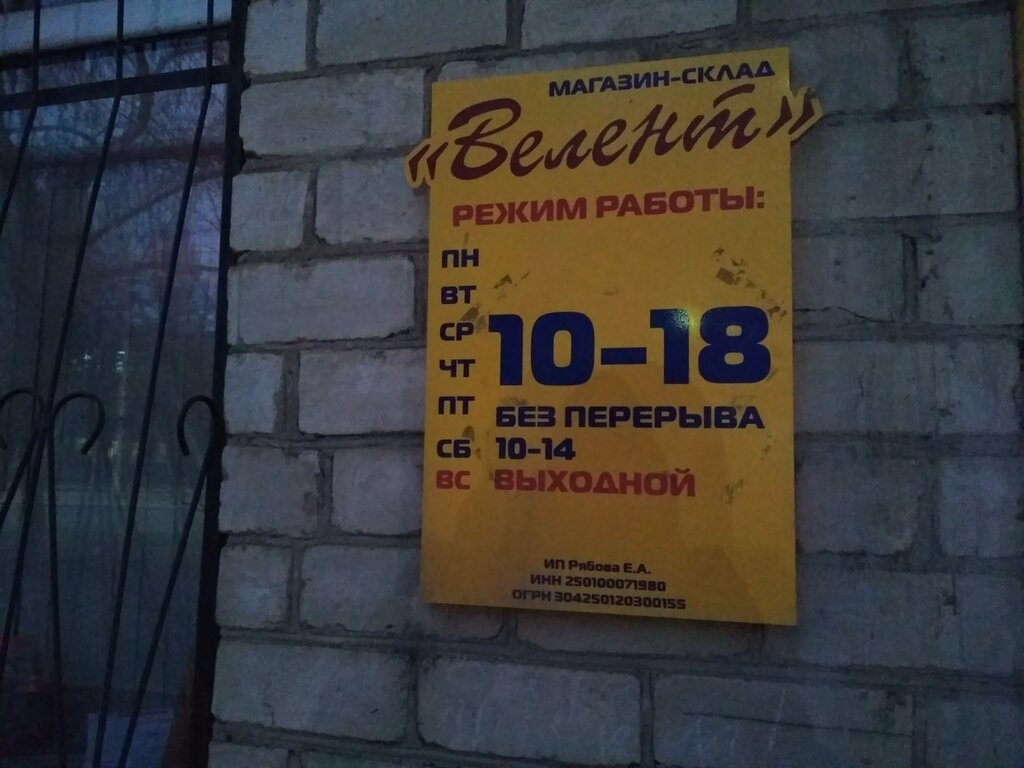 МАГАЗИН-СКЛАД
«Велент»
РЕЖИМ РАБОТЫ:
ПН
ВТ
СР 10-18
ЧТ
ПТ БЕЗ ПЕРЕРЫВА
СБ 10-14
ВС ВЫХОДНОЙ
ИП Рябова Е.А.
ИНН 250100071980
ОГРН 304250120300155